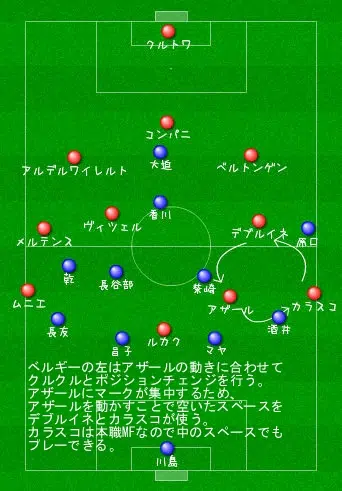 クルトワ
コンパニ
大迫
アルデルワイレルト
ベルトンゲン
香川
ヴィツェル
デブルイネ
メルテンス
原口
乾
長谷部
柴崎
ムニエ
アザール
カラスコ
長友
酒井
昌子
ルカク
マヤ
ベルギーの左はアザールの動きに合わせて
クルクルとポジションチェンジを行う。
アザールにマークが集中するため、
アザールを動かすことで空いたスペースを
デブルイネとカラスコが使う。
カラスコは本職MFなので中のスペースでも
プレーできる。
川島